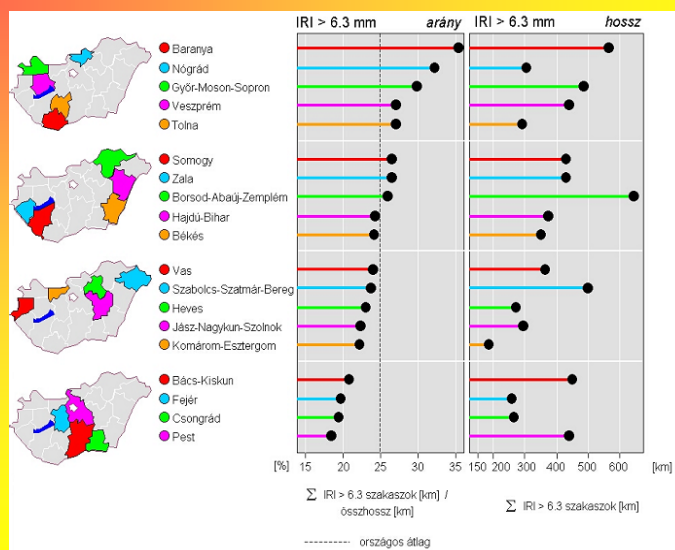 IRI > 6.3 mm arány IRI > 6.3 mm hossz
Baranya
Nógrád
Győr-Moson-Sopron
Veszprém
Tolna
Somogy
Zala
Borsod-Abaúj-Zemplém
Hajdú-Bihar
Békés
Vas
Szabolcs-Szatmár-Bereg
Heves
Jász-Nagykun-Szolnok
Komárom-Esztergom
Bács-Kiskun
Fejér
Csongrád
Pest
[%] 15 20 25 30 35 150 200 300 400 500 600 [km]
Σ IRI > 6.3 szakaszok [km] /
összhossz [km]
Σ IRI > 6.3 szakaszok [km]
országos átlag